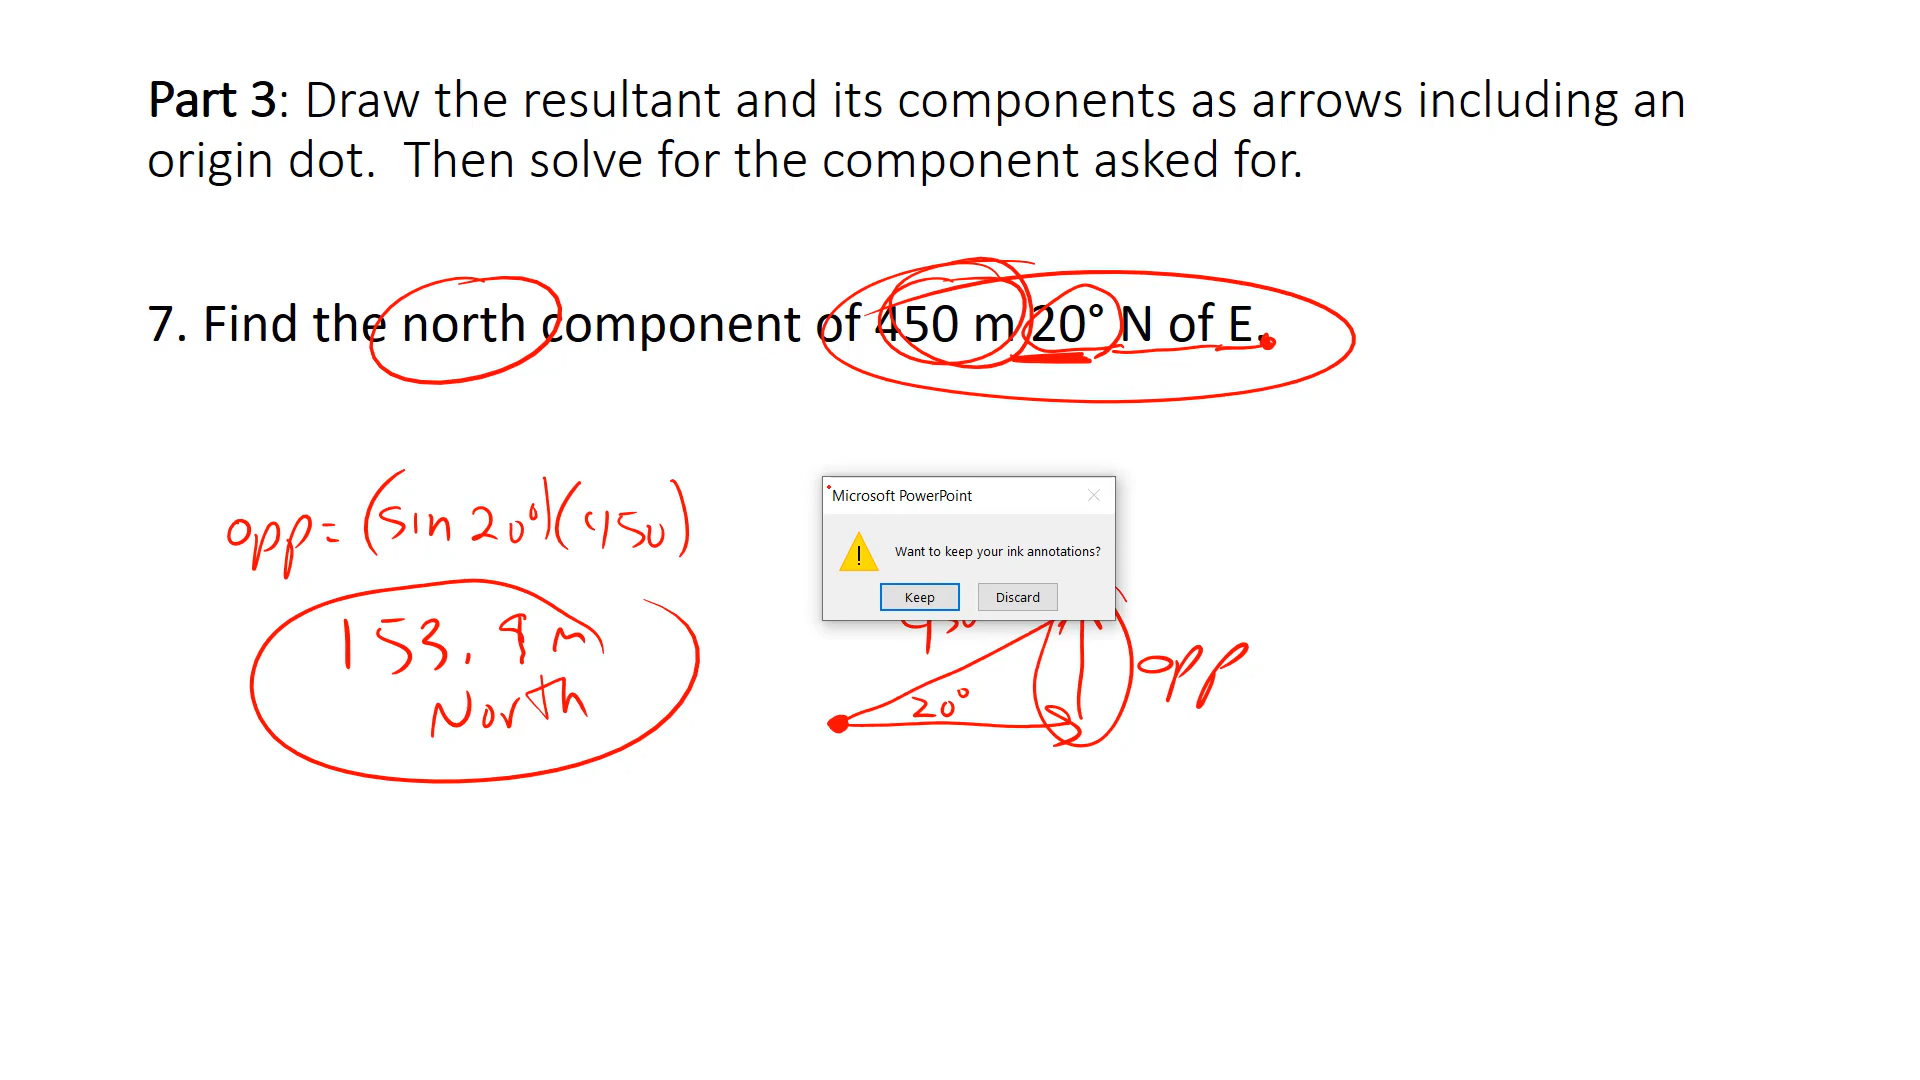 Part 3: Draw the resultant and its components as arrows including an
origin dot. Then solve for the component asked for.
7. Find the north component of 450 m 20° N of E.
opp = (sin 20°)(450)
153.9 m
North
Microsoft PowerPoint
Want to keep your ink annotations?
Keep Discard
450
opp
20°